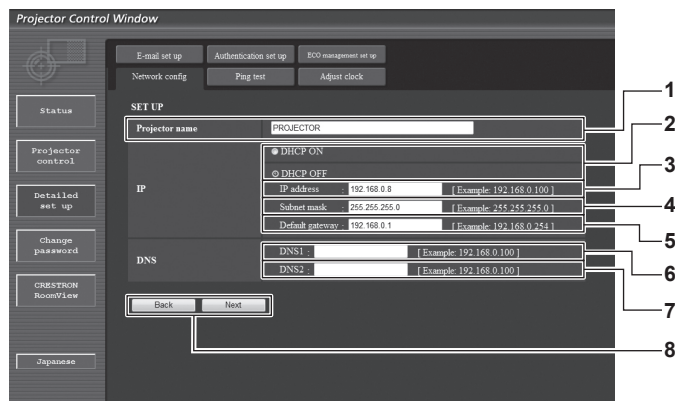 Projector Control Window
E-mail set up Authentication set up ECO management set up
Network config Ping test Adjust clock
Status
Projector control
Detailed set up
Change password
CRESTRON RoomView
Japanese
SET UP
Projector name PROJECTOR
IP
DHCP ON
DHCP OFF
IP address : 192.168.0.8 [ Example: 192.168.0.100 ]
Subnet mask : 255.255.255.0 [ Example: 255.255.255.0 ]
Default gateway : 192.168.0.1 [ Example: 192.168.0.254 ]
DNS
DNS1 : [ Example: 192.168.0.100 ]
DNS2 : [ Example: 192.168.0.100 ]
Back Next
1
2
3
4
5
6
7
8